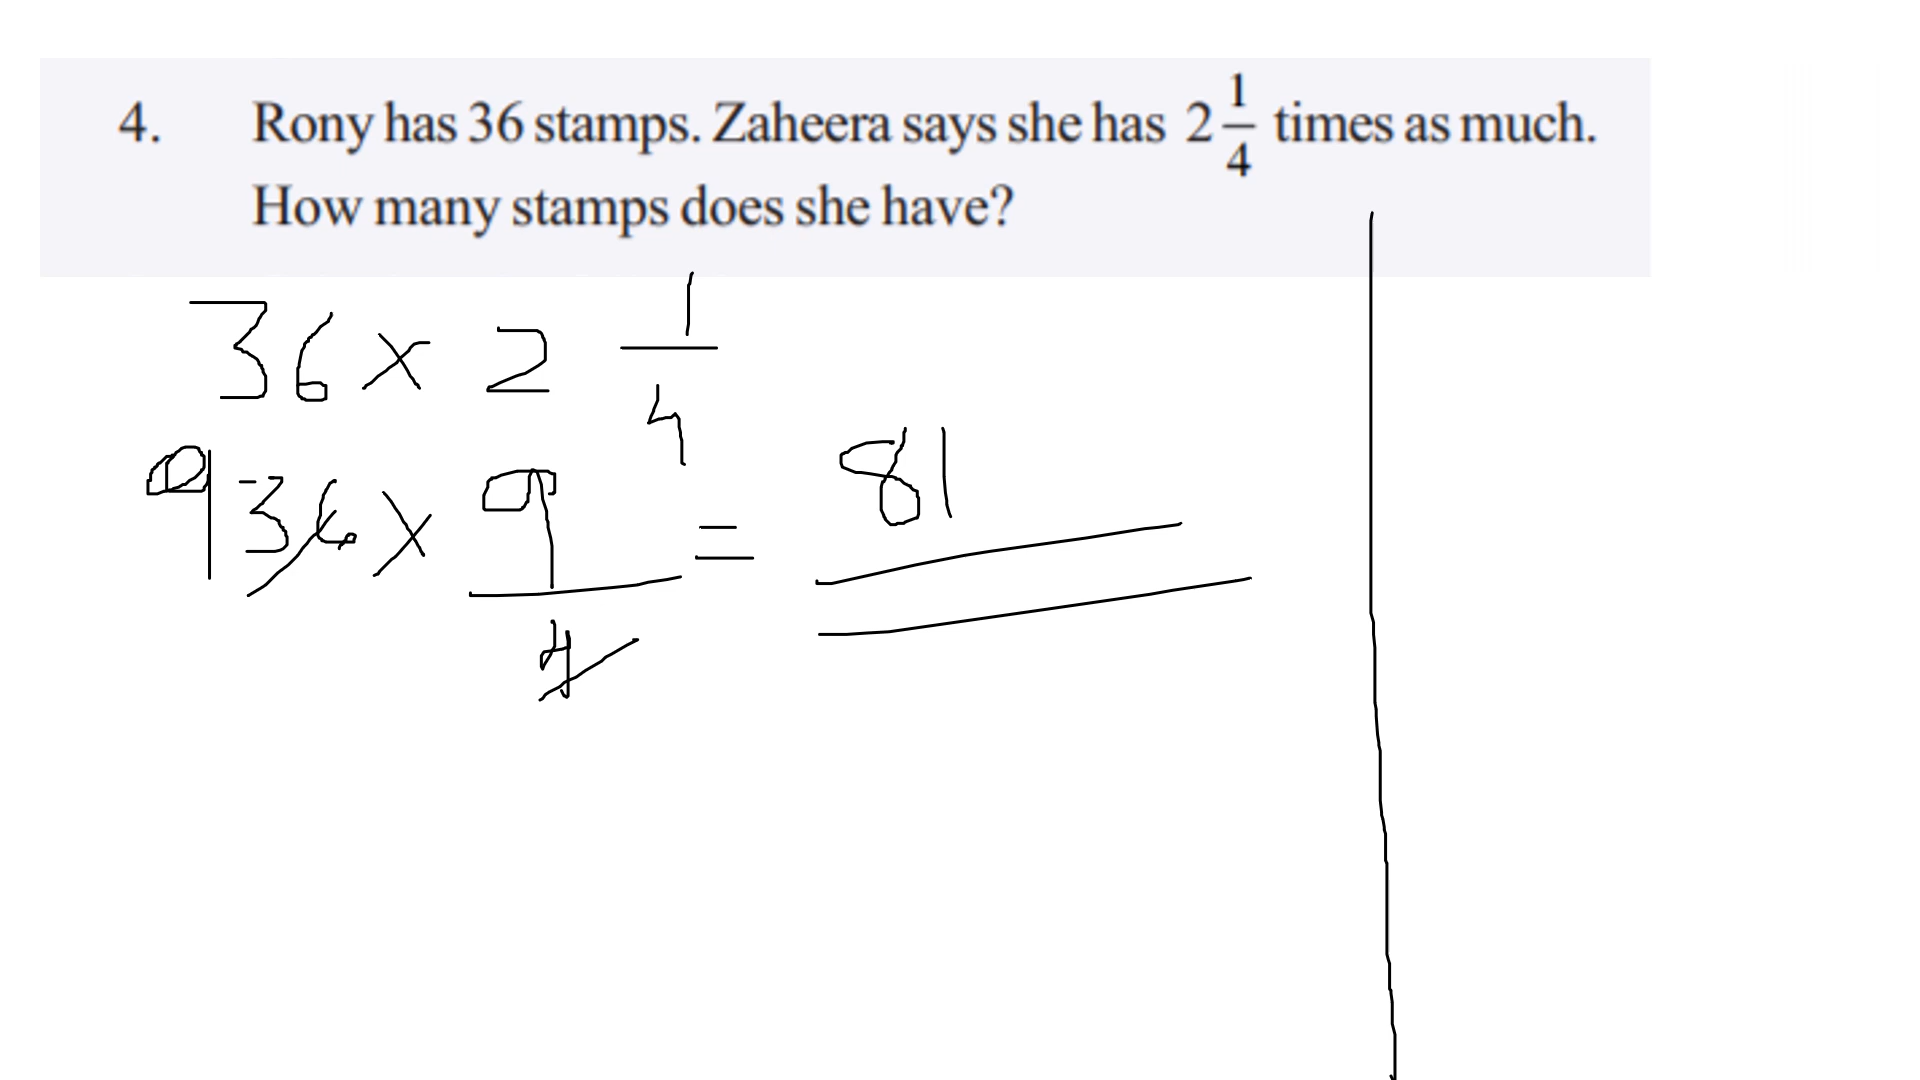 4. Rony has 36 stamps. Zaheera says she has 2 1/4 times as much.
How many stamps does she have?
36 x 2 1/4
9 36 x 9/4 = 81